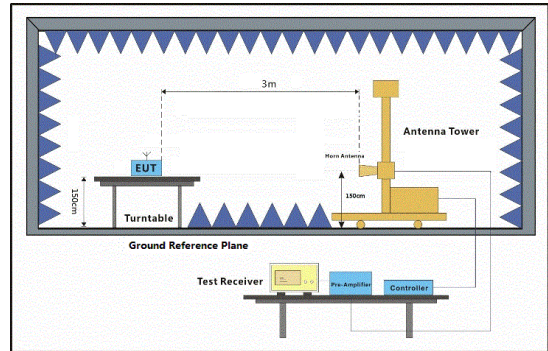 3m
Antenna Tower
Horn Antenna
EUT
150cm
150cm
Turntable
Ground Reference Plane
Test Receiver
Pre-Amplifier
Controller